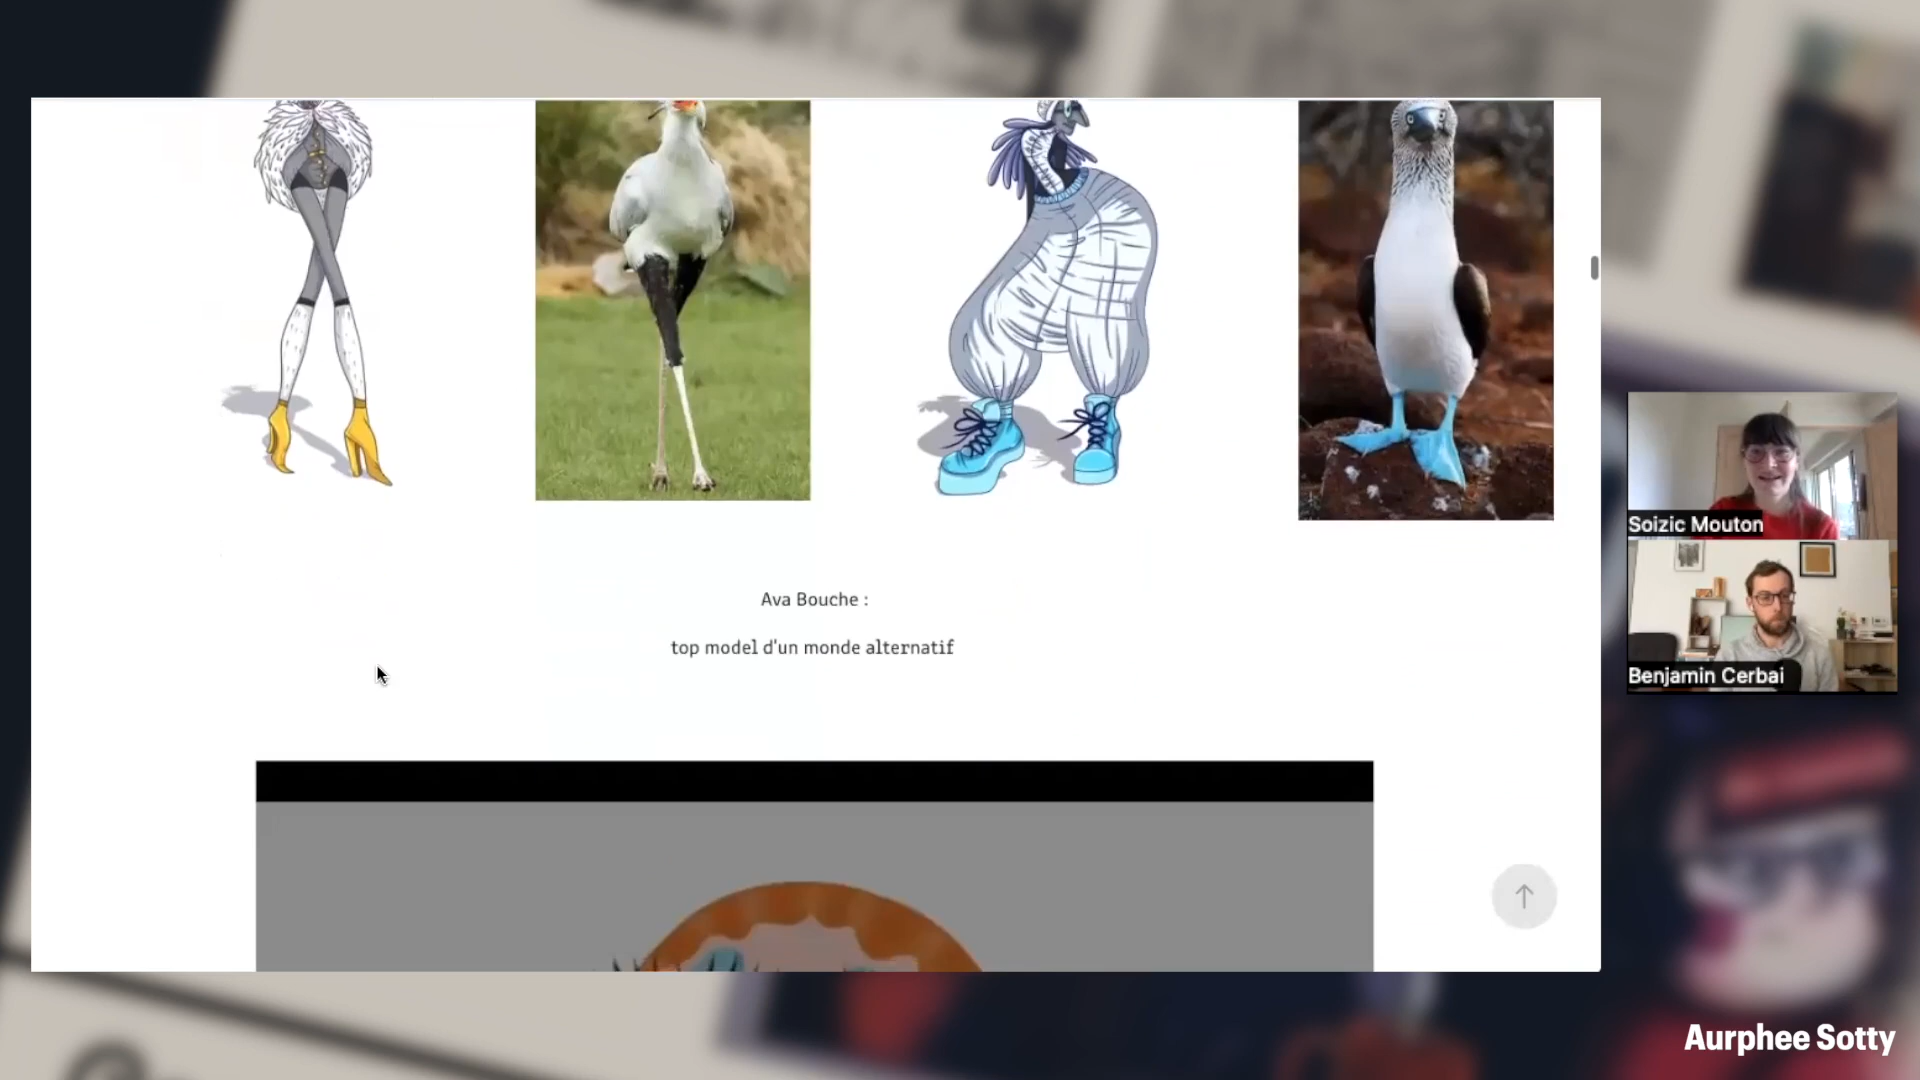 Ava Bouche :
top model d'un monde alternatif
Soizic Mouton
Benjamin Cerbai
Aurphee Sotty